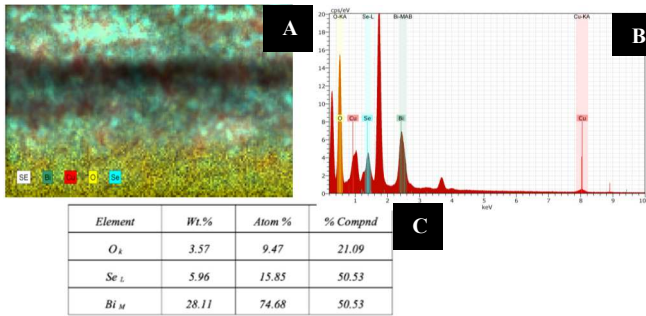 A
SE Bi Cu O Se
B
cps/eV
O-KA Se-L Bi-MAB Cu-KA
20
18
16
14
12
10
8
6
4
2
0
O Cu Se Bi Cu
0 1 2 3 4 5 6 7 8 9 10
keV
C
Element Wt.% Atom % % Compnd
O K 3.57 9.47 21.09
Se L 5.96 15.85 50.53
Bi M 28.11 74.68 50.53